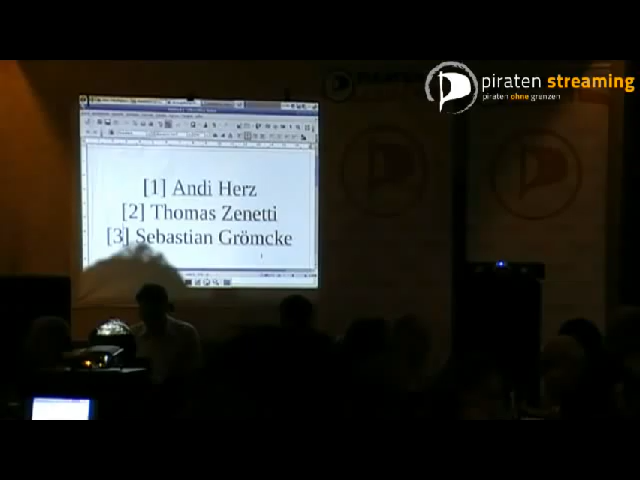 piraten streaming
piraten ohne grenzen
[1] Andi Herz
[2] Thomas Zenetti
[3] Sebastian Grömcke